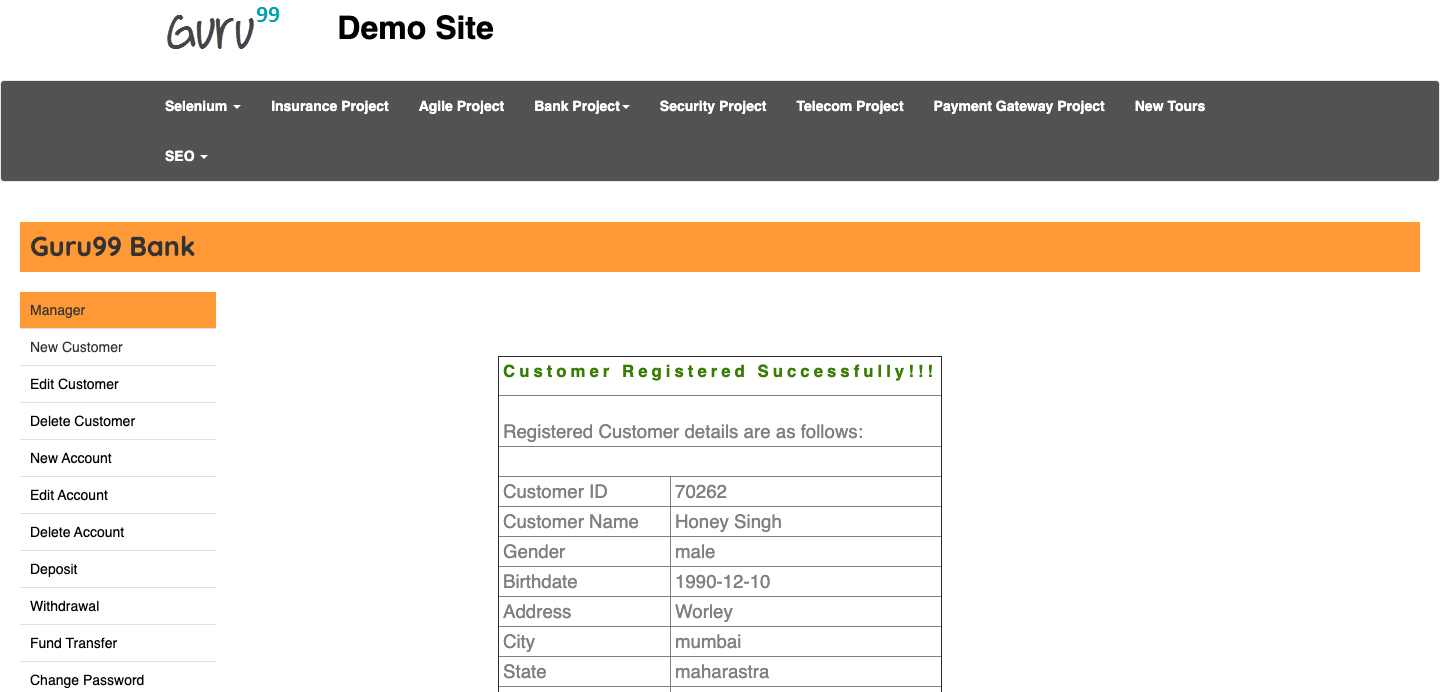 Guru99 Demo Site
Selenium Insurance Project Agile Project Bank Project Security Project Telecom Project Payment Gateway Project New Tours
SEO
Guru99 Bank
Manager
New Customer
Edit Customer
Delete Customer
New Account
Edit Account
Delete Account
Deposit
Withdrawal
Fund Transfer
Change Password
Customer Registered Successfully!!!
Registered Customer details are as follows:
Customer ID 70262
Customer Name Honey Singh
Gender male
Birthdate 1990-12-10
Address Worley
City mumbai
State maharastra